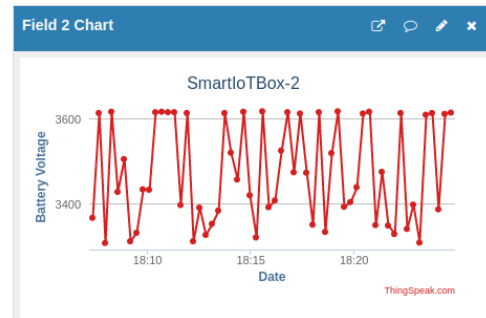 Field 2 Chart
SmartIoTBox-2
3600
3400
Battery Voltage
18:10 18:15 18:20
Date
ThingSpeak.com